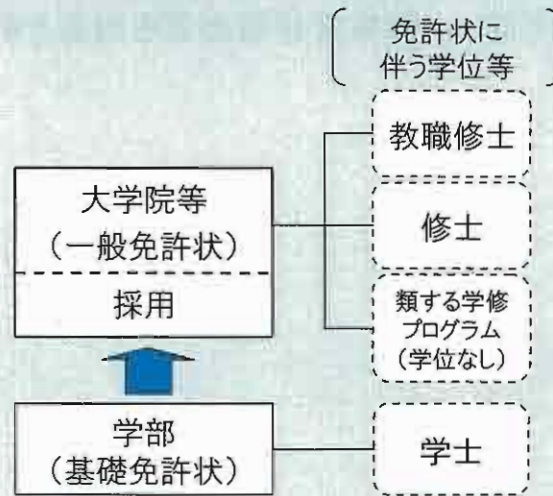 免許状に
伴う学位等
教職修士
大学院等
（一般免許状）
修士
採用
類する学修
プログラム
（学位なし）
学部
（基礎免許状）
学士